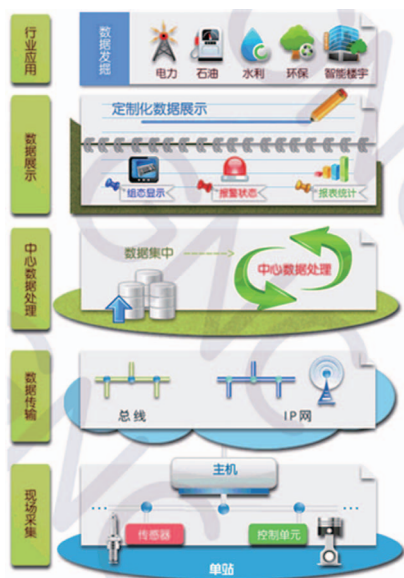 行业应用
数据发掘
电力
石油
水利
环保
智能楼宇
数据展示
定制化数据展示
组态显示
报警状态
报表统计
中心数据处理
数据集中
中心数据处理
数据传输
总线
IP网
现场采集
主机
传感器
控制单元
单站